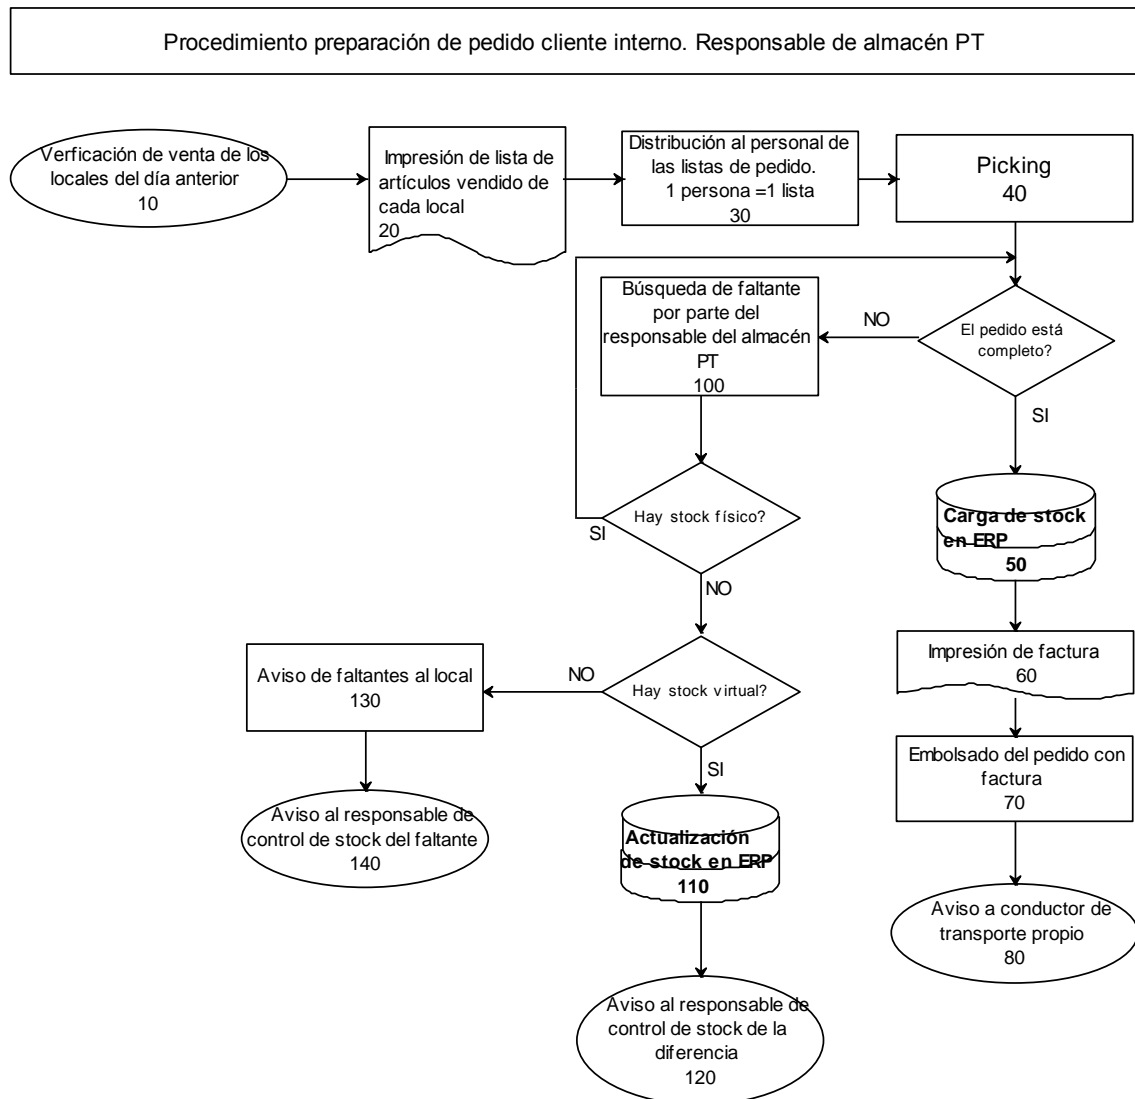 Procedimiento preparación de pedido cliente interno. Responsable de almacén PT
Verficación de venta de los
locales del día anterior
10
Impresión de lista de
artículos vendido de
cada local
20
Distribución al personal de
las listas de pedido.
1 persona =1 lista
30
Picking
40
El pedido está
completo?
NO
SI
Búsqueda de faltante
por parte del
responsable del almacén
PT
100
Hay stock físico?
SI
NO
Carga de stock
en ERP
50
Impresión de factura
60
Embolsado del pedido con
factura
70
Aviso a conductor de
transporte propio
80
Hay stock virtual?
NO
SI
Aviso de faltantes al local
130
Aviso al responsable de
control de stock del faltante
140
Actualización
de stock en ERP
110
Aviso al responsable de
control de stock de la
diferencia
120